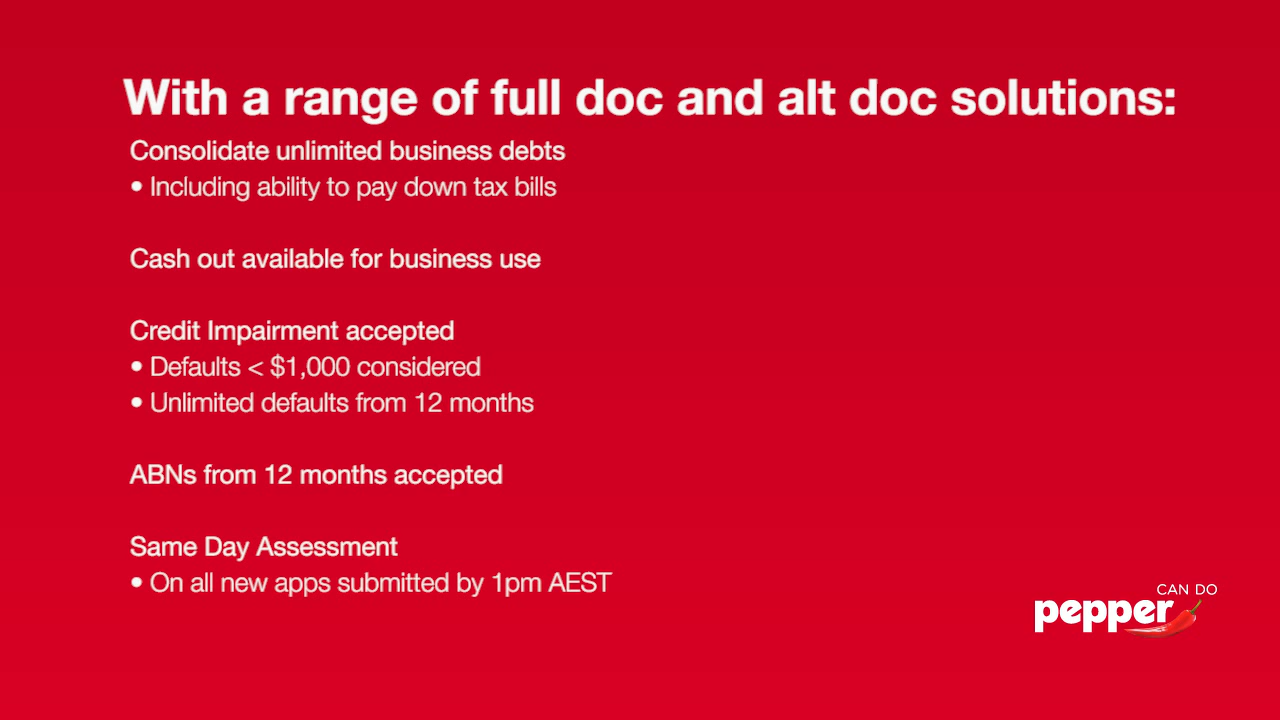 With a range of full doc and alt doc solutions:
Consolidate unlimited business debts
• Including ability to pay down tax bills
Cash out available for business use
Credit Impairment accepted
• Defaults < $1,000 considered
• Unlimited defaults from 12 months
ABNs from 12 months accepted
Same Day Assessment
• On all new apps submitted by 1pm AEST
CAN DO
pepper